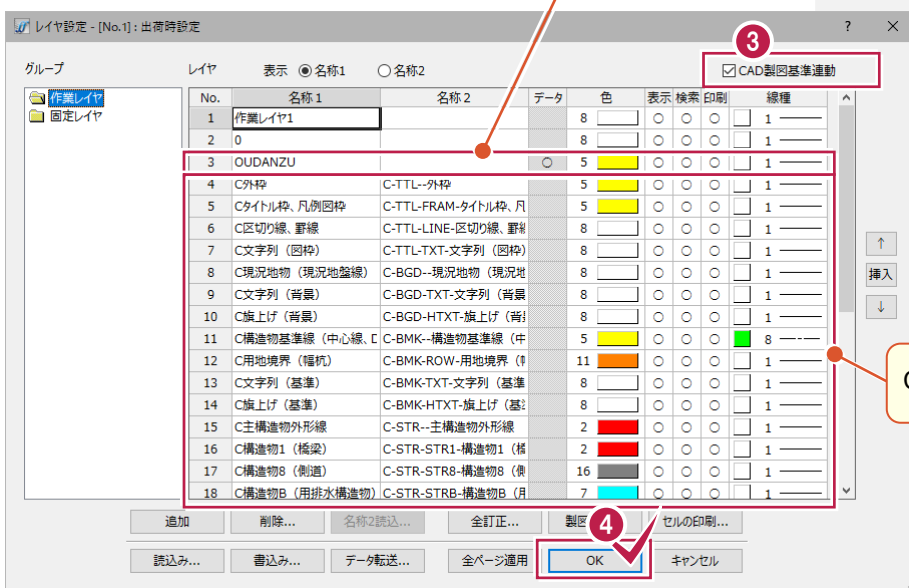 レイヤ設定 - [No.1] : 出荷時設定 ? ×
3
グループ レイヤ 表示 名称1 名称2 CAD製図基準連動
作業レイヤ
固定レイヤ
No. 名称1 名称2 データ 色 表示 検索 印刷 線種
1 作業レイヤ1 8 ○ ○ ○ 1
2 0 8 ○ ○ ○ 1
3 OUDANZU ○ 5 ○ ○ ○ 1
4 C外枠 C-TTL--外枠 5 ○ ○ ○ 1
5 Cタイトル枠、凡例図枠 C-TTL-FRAM-タイトル枠、凡 5 ○ ○ ○ 1
6 C区切り線、罫線 C-TTL-LINE-区切り線、罫線 8 ○ ○ ○ 1
7 C文字列（図枠） C-TTL-TXT-文字列（図枠） 8 ○ ○ ○ 1
8 C現況地物（現況地盤線） C-BGD--現況地物（現況地 8 ○ ○ ○ 1
9 C文字列（背景） C-BGD-TXT-文字列（背景 8 ○ ○ ○ 1
10 C旗上げ（背景） C-BGD-HTXT-旗上げ（背 8 ○ ○ ○ 1
11 C構造物基準線（中心線、 C-BMK--構造物基準線（中 5 ○ ○ ○ 8
12 C用地境界（幅杭） C-BMK-ROW-用地境界（ 11 ○ ○ ○ 1
13 C文字列（基準） C-BMK-TXT-文字列（基準 8 ○ ○ ○ 1
14 C旗上げ（基準） C-BMK-HTXT-旗上げ（基 8 ○ ○ ○ 1
15 C主構造物外形線 C-STR--主構造物外形線 2 ○ ○ ○ 1
16 C構造物1（橋梁） C-STR-STR1-構造物1（橋 2 ○ ○ ○ 1
17 C構造物8（側道） C-STR-STR8-構造物8（側 16 ○ ○ ○ 1
18 C構造物B（用排水構造物） C-STR-STRB-構造物B（用 7 ○ ○ ○ 1
↑
挿入
↓
C
追加 削除... 名称2読込... 全訂正... 製図 セルの印刷...
4
読込み... 書込み... データ転送... 全ページ適用 OK キャンセル